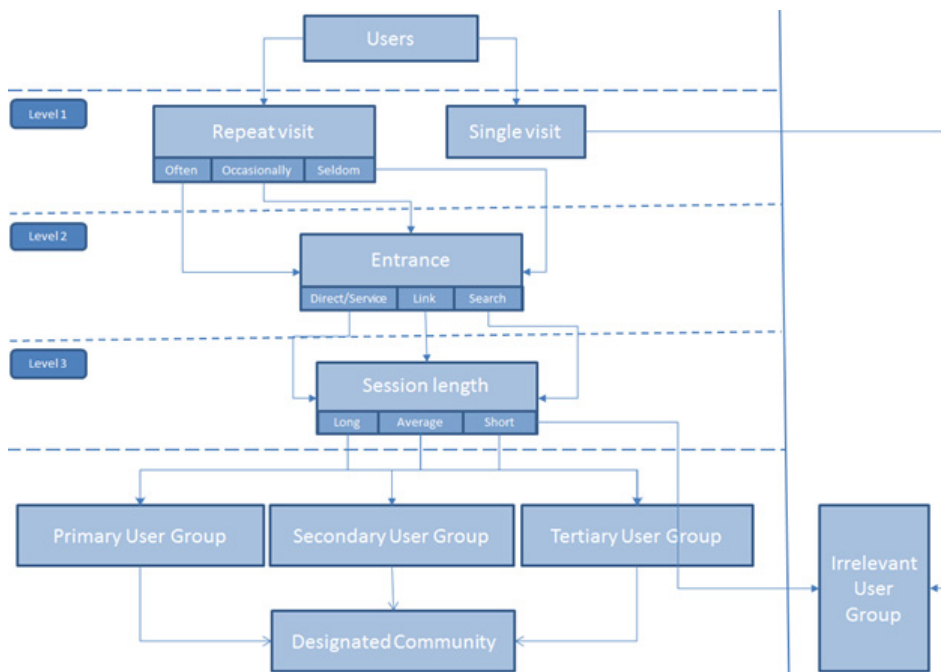 Users
Level 1
Repeat visit
Single visit
Often Occasionally Seldom
Level 2
Entrance
Direct/Service Link Search
Level 3
Session length
Long Average Short
Primary User Group
Secondary User Group
Tertiary User Group
Irrelevant
User
Group
Designated Community